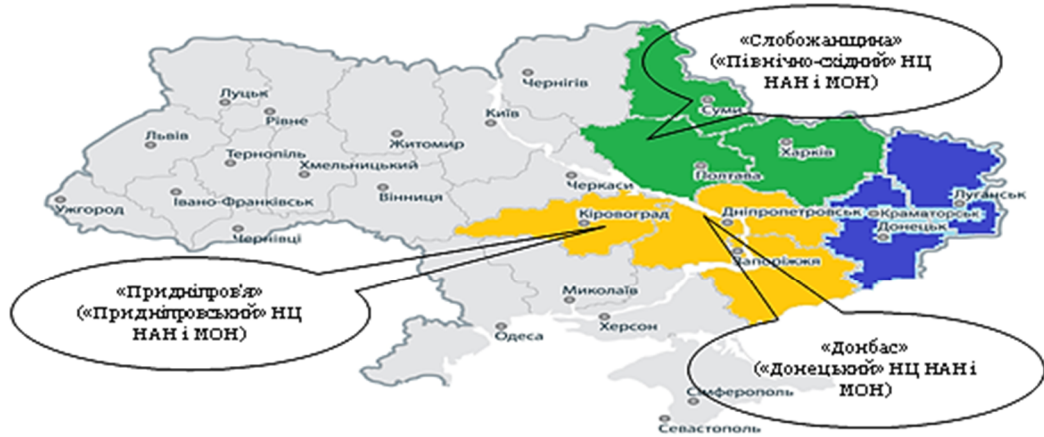 «Слобожанщина»
(«Північно-східний» НЦ
НАН і МОН)
Чернігів
Суми
Луцьк
Рівне
Київ
Львів
Житомир
Харків
Тернопіль
Хмельницький
Полтава
Черкаси
Вінниця
Луганськ
Ужгород
Івано-Франківськ
Кіровоград
Дніпропетровськ
Краматорськ
Чернівці
Донецьк
Запоріжжя
«Придніпров'я»
(«Придніпровський» НЦ
НАН і МОН)
Миколаїв
Херсон
Одеса
«Донбас»
(«Донецький» НЦ НАН і
МОН)
Сімферополь
Севастополь